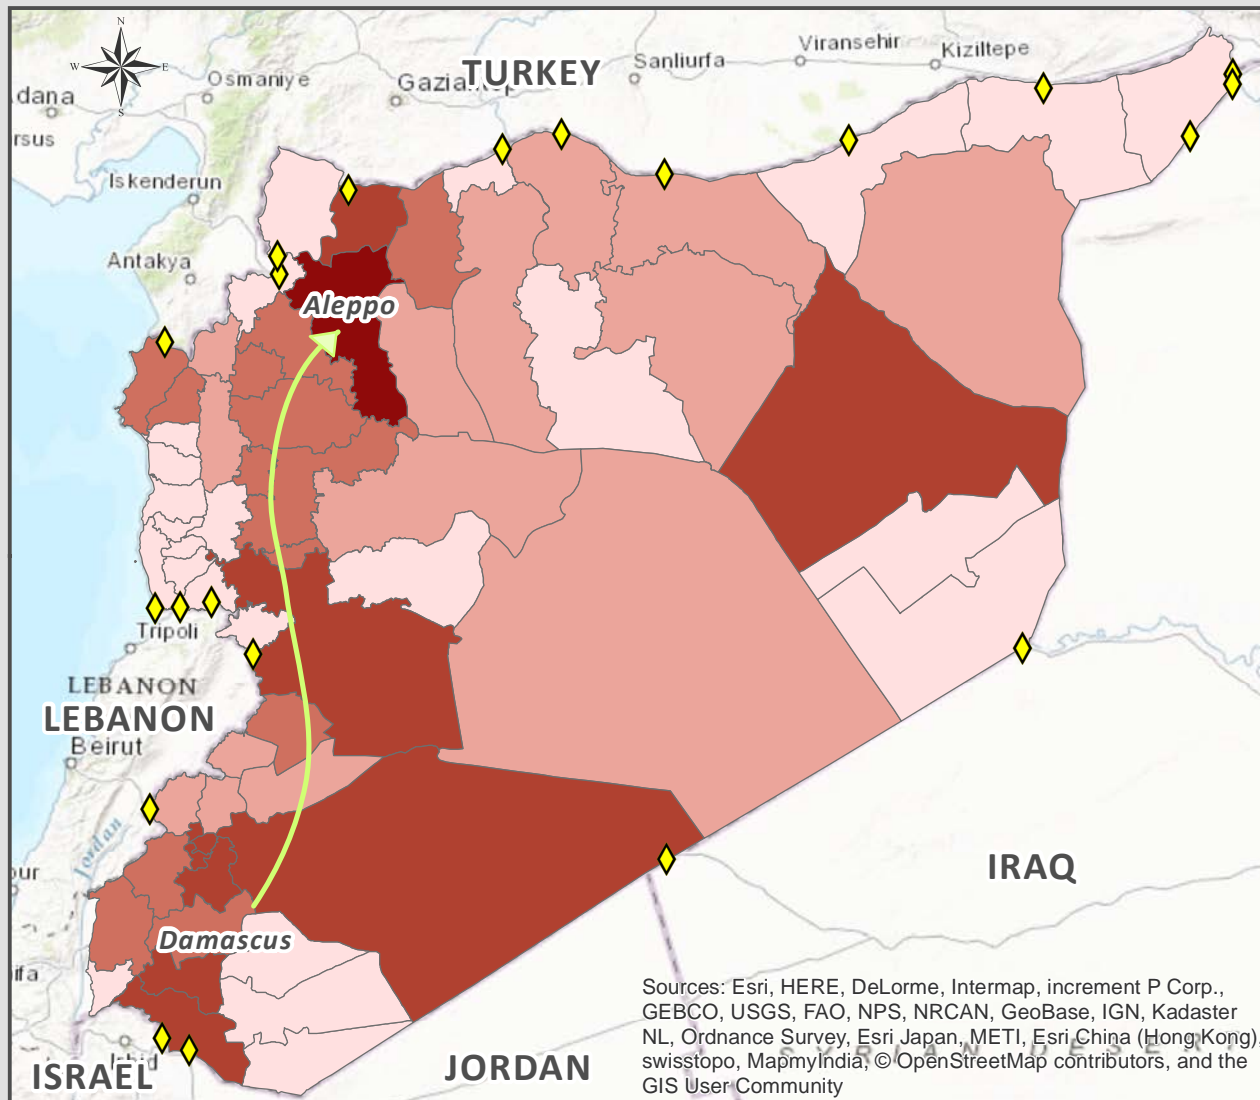 N
W E
S
Osmaniye
TURKEY
Sanliurfa
Viransehir
Kiziltepe
dana
rsus
Iskenderun
Antakya
Aleppo
Tripoli
LEBANON
LEBANON
Beirut
Jordan
our
IRAQ
Damascus
ifa
ISRAEL
JORDAN
Sources: Esri, HERE, DeLorme, Intermap, increment P Corp.,
GEBCO, USGS, FAO, NPS, NRCAN, GeoBase, IGN, Kadaster
NL, Ordnance Survey, Esri Japan, METI, Esri China (Hong Kong),
swisstopo, MapmyIndia, © OpenStreetMap contributors, and the
GIS User Community